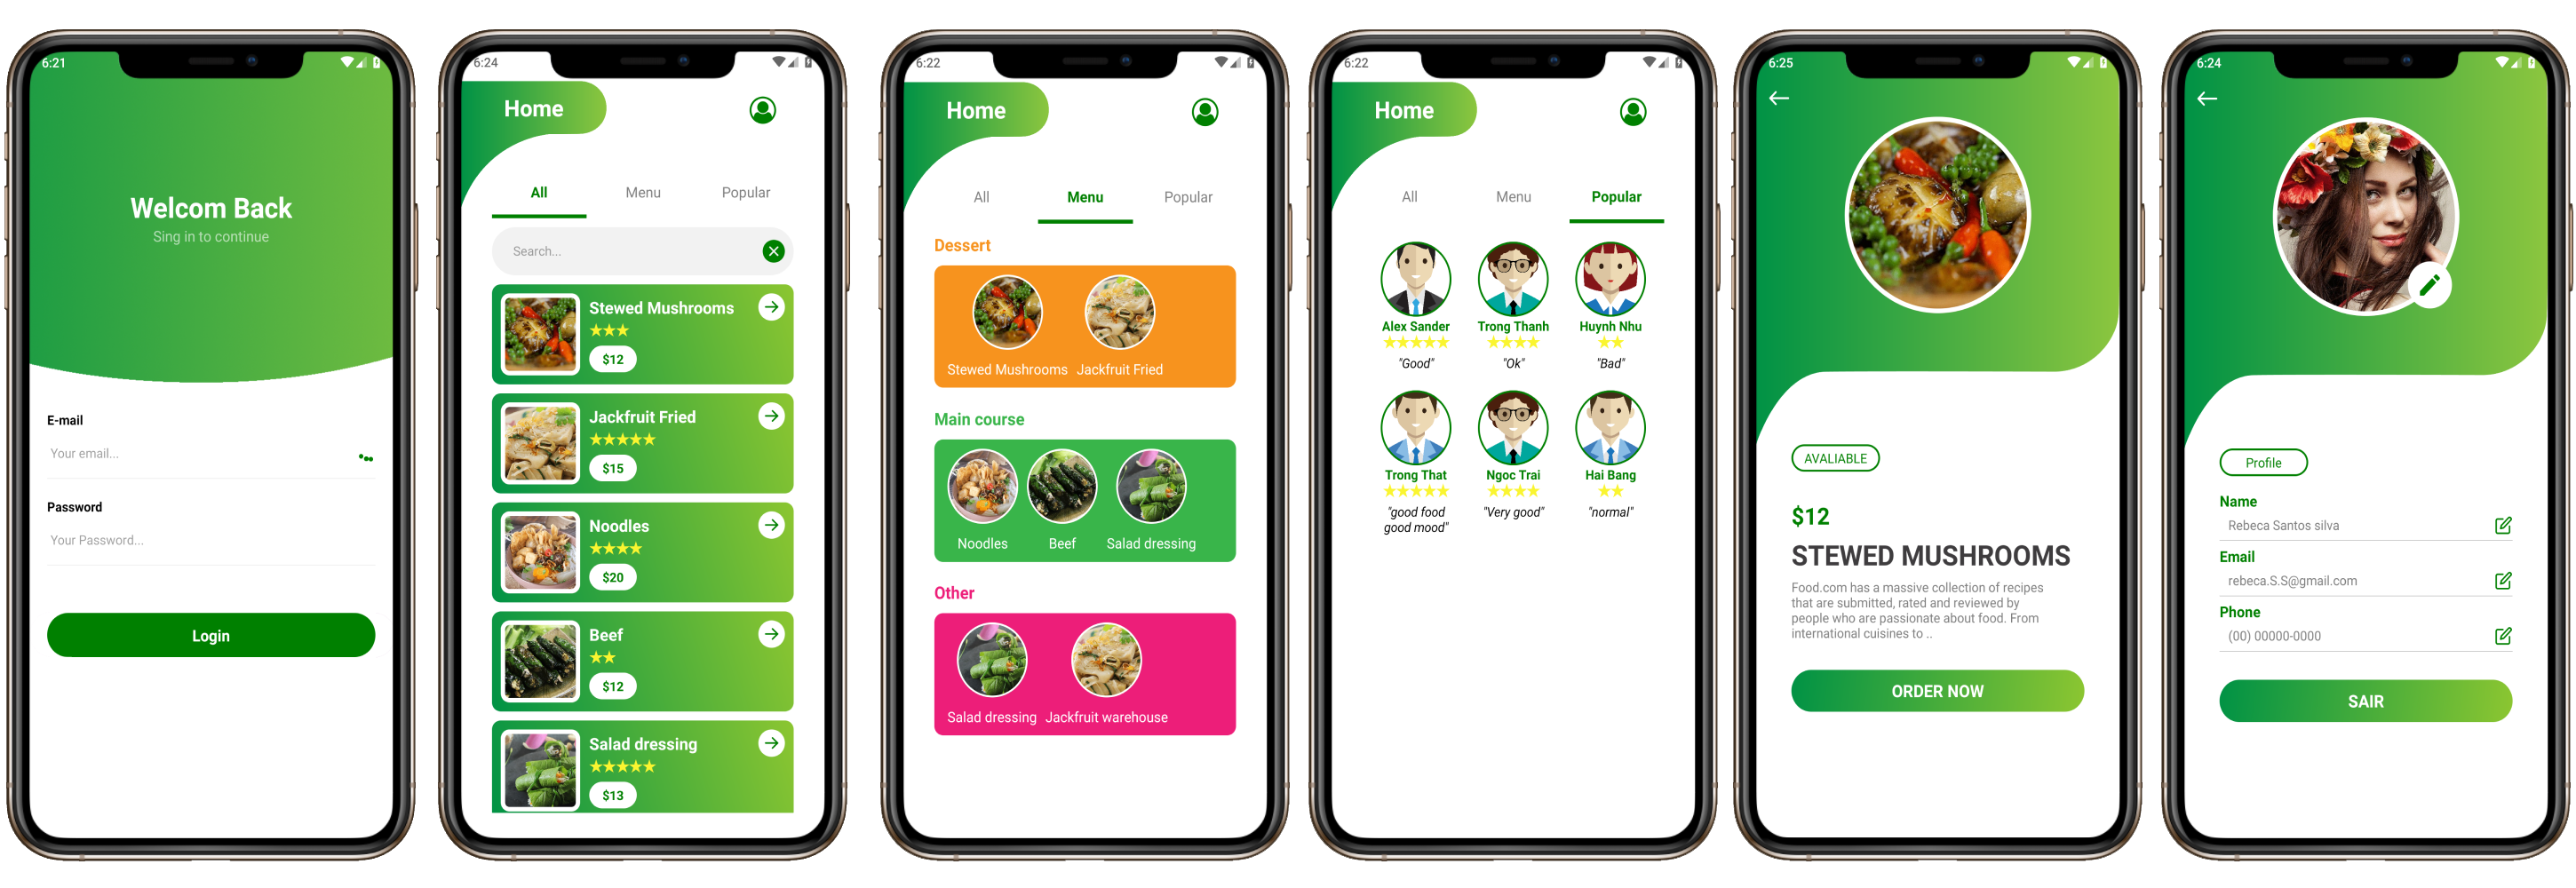 6:21
Welcom Back
Sing in to continue
E-mail
Your email...
Password
Your Password...
Login
6:24
Home
All Menu Popular
Search...
Stewed Mushrooms
$12
Jackfruit Fried
$15
Noodles
$20
Beef
$12
Salad dressing
$13
6:22
Home
All Menu Popular
Dessert
Stewed Mushrooms Jackfruit Fried
Main course
Noodles Beef Salad dressing
Other
Salad dressing Jackfruit warehouse
6:22
Home
All Menu Popular
Alex Sander Trong Thanh Huynh Nhu
"Good" "Ok" "Bad"
Trong That Ngoc Trai Hai Bang
"good food "Very good" "normal"
good mood"
6:25
AVALIABLE
$12
STEWED MUSHROOMS
Food.com has a massive collection of recipes
that are submitted, rated and reviewed by
people who are passionate about food. From
international cuisines to ..
ORDER NOW
6:24
Profile
Name
Rebeca Santos silva
Email
rebeca.S.S@gmail.com
Phone
(00) 00000-0000
SAIR